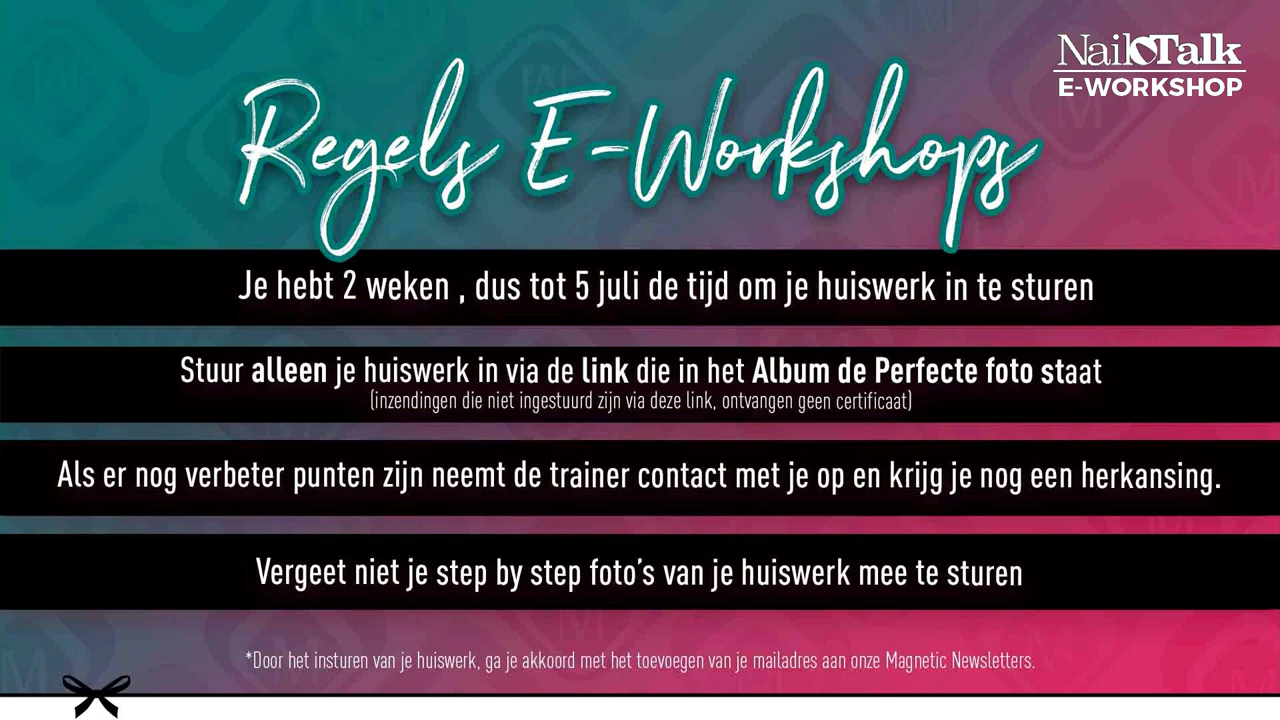 Nail Talk
E-WORKSHOP
Regels E-Workshops
Je hebt 2 weken , dus tot 5 juli de tijd om je huiswerk in te sturen
Stuur alleen je huiswerk in via de link die in het Album de Perfecte foto staat
(inzendingen die niet ingestuurd zijn via deze link, ontvangen geen certificaat)
Als er nog verbeter punten zijn neemt de trainer contact met je op en krijg je nog een herkansing.
Vergeet niet je step by step foto's van je huiswerk mee te sturen
*Door het insturen van je huiswerk, ga je akkoord met het toevoegen van je mailadres aan onze Magnetic Newsletters.